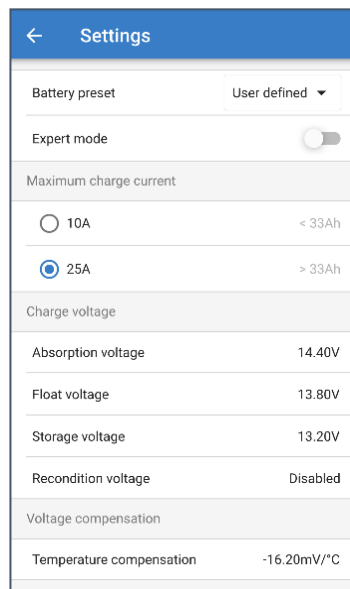 Settings
Battery preset User defined
Expert mode
Maximum charge current
10A < 33Ah
25A > 33Ah
Charge voltage
Absorption voltage 14.40V
Float voltage 13.80V
Storage voltage 13.20V
Recondition voltage Disabled
Voltage compensation
Temperature compensation -16.20mV/°C